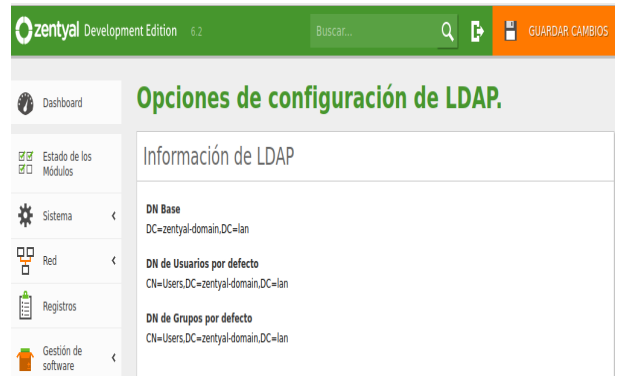 zentyal Development Edition 6.2
Buscar...
GUARDAR CAMBIOS
Opciones de configuración de LDAP.
Dashboard
Estado de los
Módulos
Sistema
Red
Registros
Gestión de
software
Información de LDAP
DN Base
DC=zentyal-domain,DC=lan
DN de Usuarios por defecto
CN=Users,DC=zentyal-domain,DC=lan
DN de Grupos por defecto
CN=Users,DC=zentyal-domain,DC=lan